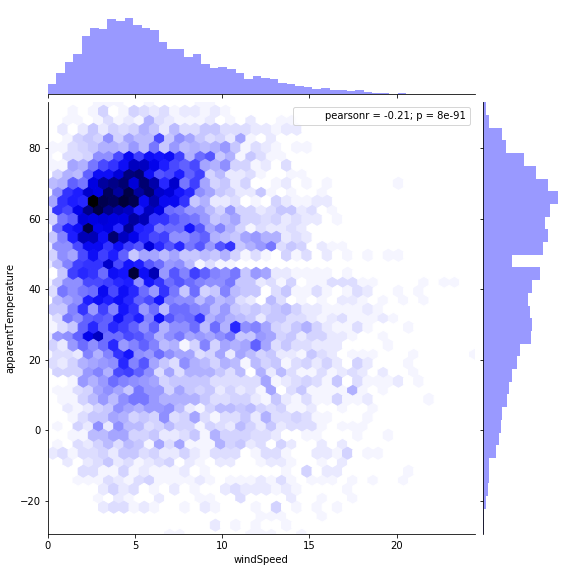 pearsonr = -0.21; p = 8e-91
80
60
40
20
0
−20
apparentTemperature
0 5 10 15 20
windSpeed